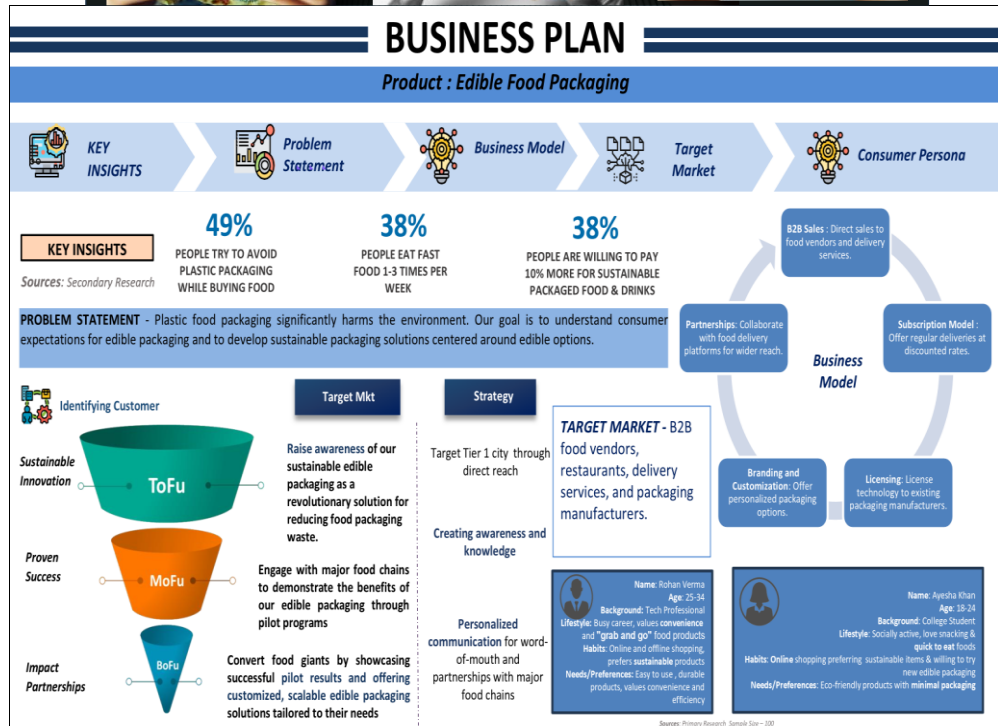 BUSINESS PLAN
Product : Edible Food Packaging
KEY
INSIGHTS
Problem
Statement
Business Model
Target
Market
Consumer Persona
KEY INSIGHTS
Sources: Secondary Research
49%
PEOPLE TRY TO AVOID
PLASTIC PACKAGING
WHILE BUYING FOOD
38%
PEOPLE EAT FAST
FOOD 1-3 TIMES PER
WEEK
38%
PEOPLE ARE WILLING TO PAY
10% MORE FOR SUSTAINABLE
PACKAGED FOOD & DRINKS
PROBLEM STATEMENT - Plastic food packaging significantly harms the environment. Our goal is to understand consumer
expectations for edible packaging and to develop sustainable packaging solutions centered around edible options.
B2B Sales : Direct sales to
food vendors and delivery
services.
Subscription Model :
Offer regular deliveries at
discounted rates.
Licensing: License
technology to existing
packaging manufacturers.
Branding and
Customization: Offer
personalized packaging
options.
Partnerships: Collaborate
with food delivery
platforms for wider reach.
Business
Model
Identifying Customer
Target Mkt
Strategy
Sustainable
Innovation
ToFu
Raise awareness of our
sustainable edible
packaging as a
revolutionary solution for
reducing food packaging
waste.
Target Tier 1 city through
direct reach
Proven
Success
MoFu
Engage with major food chains
to demonstrate the benefits of
our edible packaging through
pilot programs
Creating awareness and
knowledge
Impact
Partnerships
BoFu
Convert food giants by showcasing
successful pilot results and offering
customized, scalable edible packaging
solutions tailored to their needs
Personalized
communication for word-
of-mouth and
partnerships with major
food chains
TARGET MARKET - B2B
food vendors,
restaurants, delivery
services, and packaging
manufacturers.
Name: Rohan Verma
Age: 25-34
Background: Tech Professional
Lifestyle: Busy career, values convenience
and "grab and go" food products
Habits: Online and offline shopping,
prefers sustainable products
Needs/Preferences: Easy to use , durable
products, values convenience and
efficiency
Name: Ayesha Khan
Age: 18-24
Background: College Student
Lifestyle: Socially active, love snacking &
quick to eat foods
Habits: Online shopping preferring sustainable items & willing to try
new edible packaging
Needs/Preferences: Eco-friendly products with minimal packaging
Sources: Primary Research Sample Size – 100